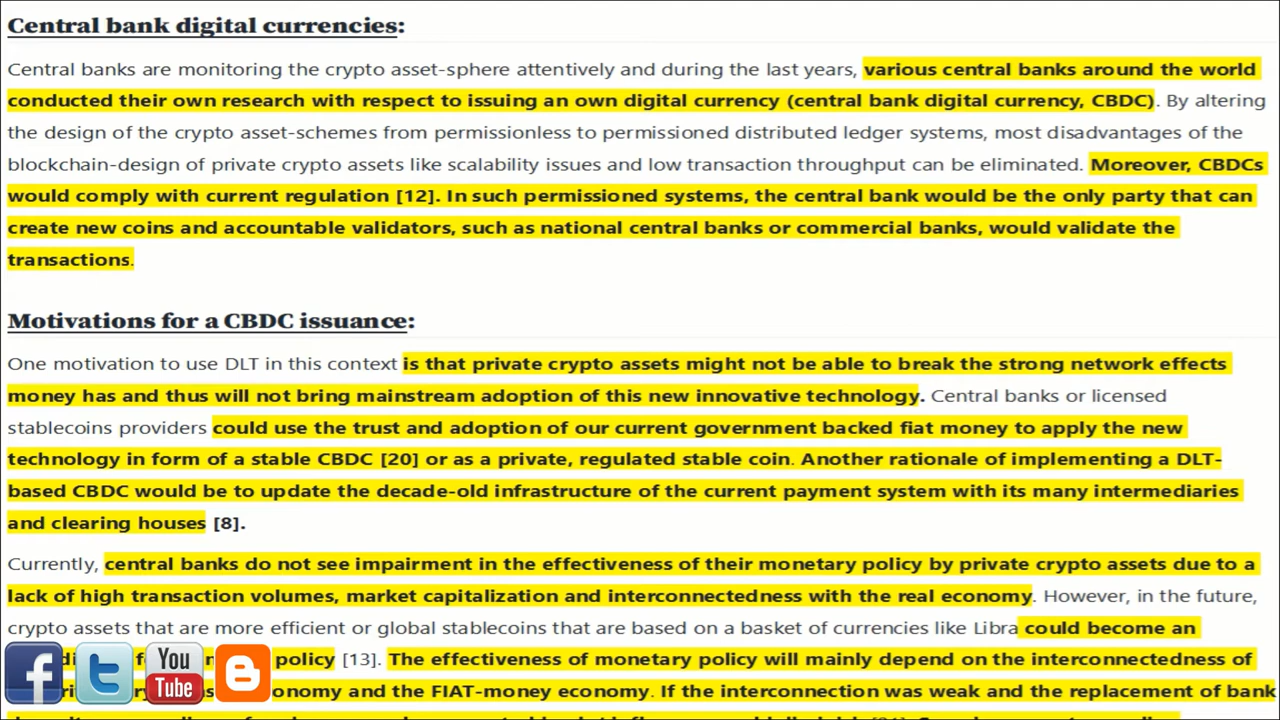 Central bank digital currencies:
Central banks are monitoring the crypto asset-sphere attentively and during the last years, various central banks around the world
conducted their own research with respect to issuing an own digital currency (central bank digital currency, CBDC). By altering
the design of the crypto asset-schemes from permissionless to permissioned distributed ledger systems, most disadvantages of the
blockchain-design of private crypto assets like scalability issues and low transaction throughput can be eliminated. Moreover, CBDCs
would comply with current regulation [12]. In such permissioned systems, the central bank would be the only party that can
create new coins and accountable validators, such as national central banks or commercial banks, would validate the
transactions.
Motivations for a CBDC issuance:
One motivation to use DLT in this context is that private crypto assets might not be able to break the strong network effects
money has and thus will not bring mainstream adoption of this new innovative technology. Central banks or licensed
stablecoins providers could use the trust and adoption of our current government backed fiat money to apply the new
technology in form of a stable CBDC [20] or as a private, regulated stable coin. Another rationale of implementing a DLT-
based CBDC would be to update the decade-old infrastructure of the current payment system with its many intermediaries
and clearing houses [8].
Currently, central banks do not see impairment in the effectiveness of their monetary policy by private crypto assets due to a
lack of high transaction volumes, market capitalization and interconnectedness with the real economy. However, in the future,
crypto assets that are more efficient or global stablecoins that are based on a basket of currencies like Libra could become an
policy [13]. The effectiveness of monetary policy will mainly depend on the interconnectedness of
and the FIAT-money economy. If the interconnection was weak and the replacement of bank
You
Tube